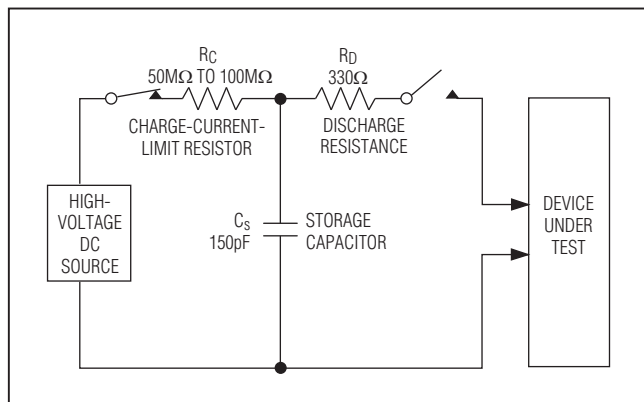 RC
50MΩ TO 100MΩ
CHARGE-CURRENT-
LIMIT RESISTOR
RD
330Ω
DISCHARGE
RESISTANCE
HIGH-
VOLTAGE
DC
SOURCE
CS
150pF
STORAGE
CAPACITOR
DEVICE
UNDER
TEST